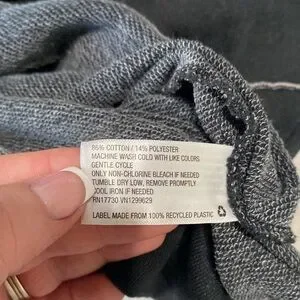 86% COTTON / 14% POLYESTER
MACHINE WASH COLD WITH LIKE COLORS
GENTLE CYCLE
ONLY NON-CHLORINE BLEACH IF NEEDED
TUMBLE DRY LOW, REMOVE PROMPTLY
COOL IRON IF NEEDED
RN17730 VN1299629
LABEL MADE FROM 100% RECYCLED PLASTIC